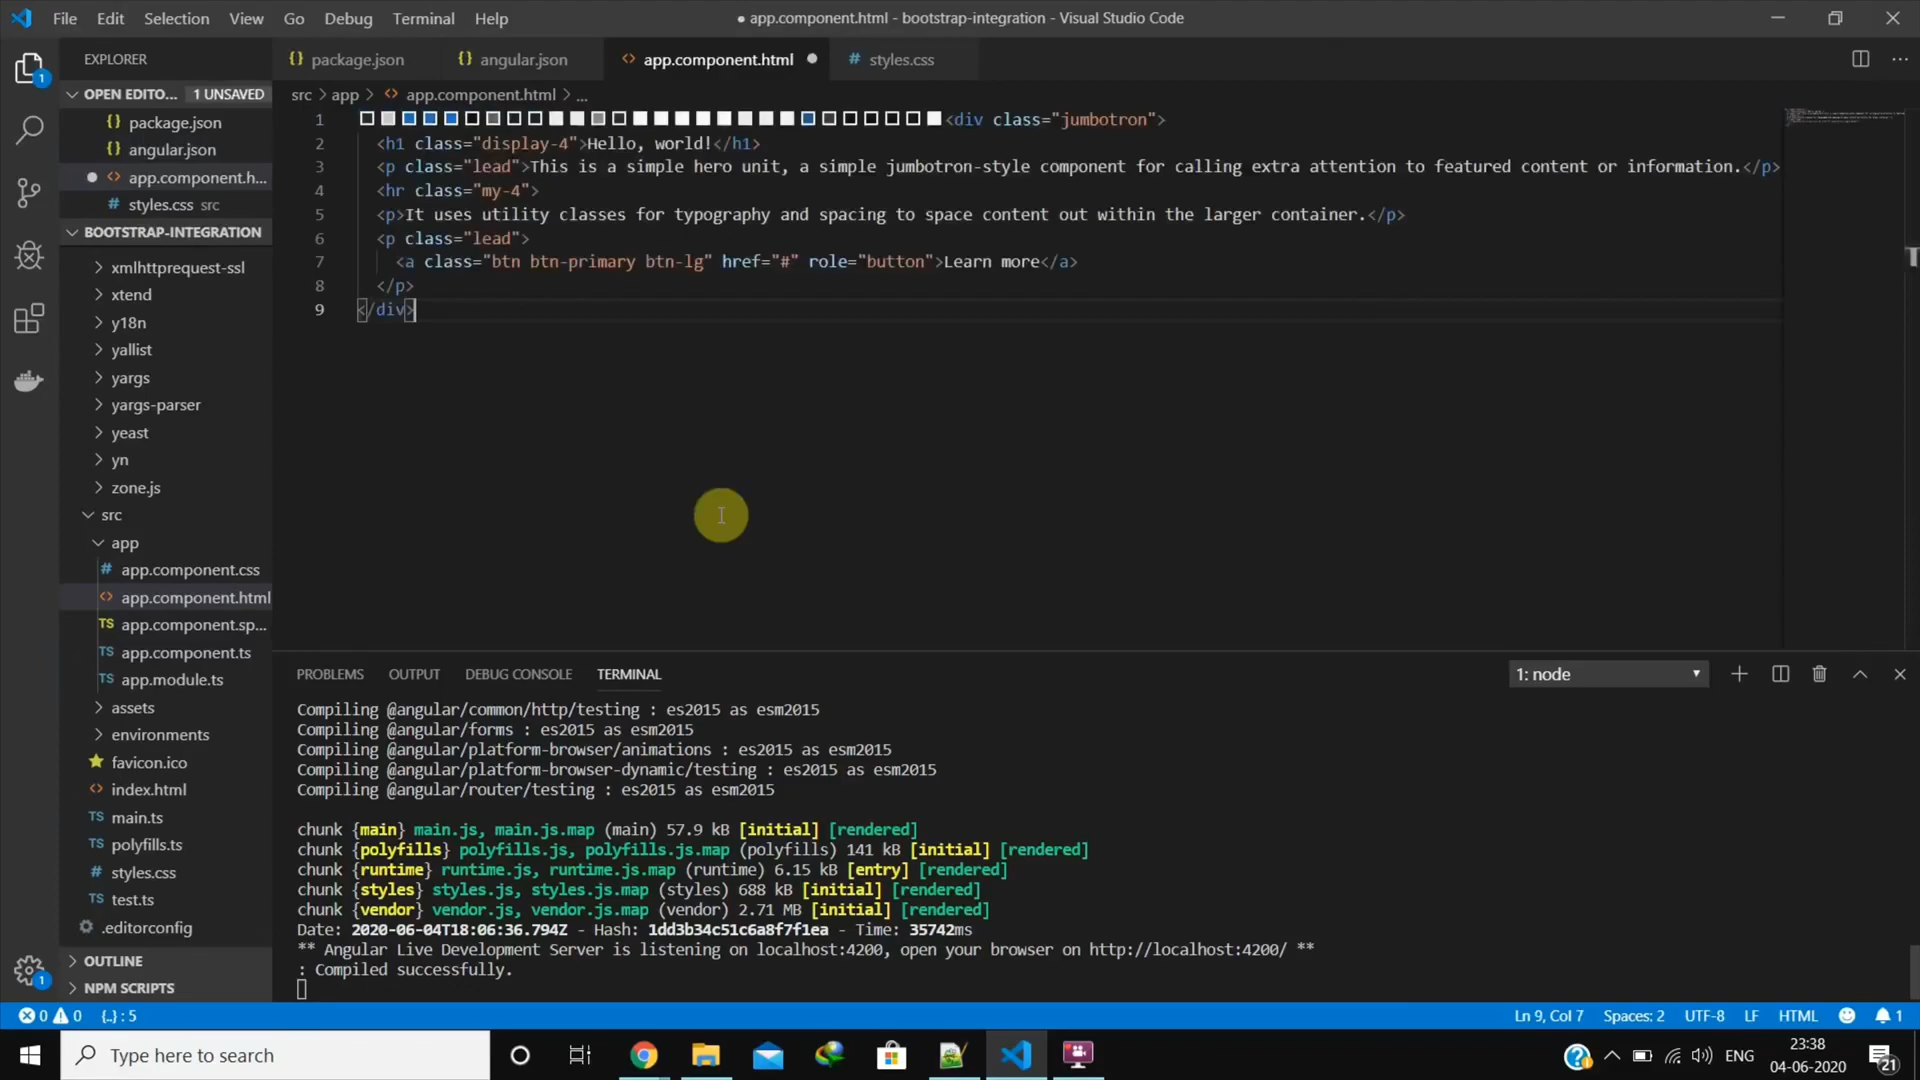 File Edit Selection View Go Debug Terminal Help
● app.component.html - bootstrap-integration - Visual Studio Code
EXPLORER
OPEN EDITO... 1 UNSAVED
package.json
angular.json
app.component.h...
styles.css src
BOOTSTRAP-INTEGRATION
xmlhttprequest-ssl
xtend
y18n
yallist
yargs
yargs-parser
yeast
yn
zone.js
src
app
app.component.css
app.component.html
app.component.sp...
app.component.ts
app.module.ts
assets
environments
favicon.ico
index.html
main.ts
polyfills.ts
styles.css
test.ts
.editorconfig
OUTLINE
NPM SCRIPTS
package.json angular.json app.component.html styles.css
src > app > app.component.html > ...
1 <div class="jumbotron">
2 <h1 class="display-4">Hello, world!</h1>
3 <p class="lead">This is a simple hero unit, a simple jumbotron-style component for calling extra attention to featured content or information.</p>
4 <hr class="my-4">
5 <p>It uses utility classes for typography and spacing to space content out within the larger container.</p>
6 <p class="lead">
7 <a class="btn btn-primary btn-lg" href="#" role="button">Learn more</a>
8 </p>
9 </div>
PROBLEMS OUTPUT DEBUG CONSOLE TERMINAL 1: node
Compiling @angular/common/http/testing : es2015 as esm2015
Compiling @angular/forms : es2015 as esm2015
Compiling @angular/platform-browser/animations : es2015 as esm2015
Compiling @angular/platform-browser-dynamic/testing : es2015 as esm2015
Compiling @angular/router/testing : es2015 as esm2015
chunk {main} main.js, main.js.map (main) 57.9 kB [initial] [rendered]
chunk {polyfills} polyfills.js, polyfills.js.map (polyfills) 141 kB [initial] [rendered]
chunk {runtime} runtime.js, runtime.js.map (runtime) 6.15 kB [entry] [rendered]
chunk {styles} styles.js, styles.js.map (styles) 688 kB [initial] [rendered]
chunk {vendor} vendor.js, vendor.js.map (vendor) 2.71 MB [initial] [rendered]
Date: 2020-06-04T18:06:36.794Z - Hash: 1dd3b34c51c6a8f7f1ea - Time: 35742ms
** Angular Live Development Server is listening on localhost:4200, open your browser on http://localhost:4200/ **
: Compiled successfully.
0 0 {..} : 5
Ln 9, Col 7 Spaces: 2 UTF-8 LF HTML 1
Type here to search
ENG
23:38
04-06-2020
21